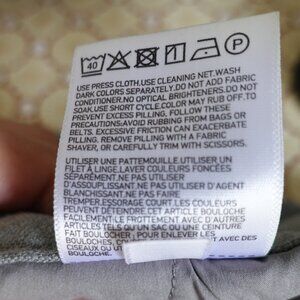 40 P
USE PRESS CLOTH.USE CLEANING NET.WASH
DARK COLORS SEPARATELY.DO NOT ADD FABRIC
CONDITIONER.NO OPTICAL BRIGHTENERS.DO NOT
SOAK.USE SHORT CYCLE.COLOR MAY RUB OFF.TO
PREVENT EXCESS PILLING, FOLLOW THESE
PRECAUTIONS:AVOID RUBBING FROM BAGS OR
BELTS. EXCESSIVE FRICTION CAN EXACERBATE
PILLING. REMOVE PILLING WITH A FABRIC
SHAVER, OR CAREFULLY TRIM WITH SCISSORS.
UTILISER UNE PATTEMOUILLE.UTILISER UN
FILET À LINGE.LAVER COULEURS FONCÉES
SÉPARÉMENT.NE PAS UTILISER
D'ASSOUPLISSANT.NE PAS UTILISER D'AGENT
BLANCHISSANT.NE PAS FAIRE
TREMPER.ESSORAGE COURT.LES COULEURS
PEUVENT DÉTEINDRE.CET ARTICLE BOULOCHE
FACILEMENT:LE FROTTEMENT AVEC D'AUTRES
ARTICLES TELS QU'UN SAC OU UNE CEINTURE
FAIT BOULOCHER ; POUR ENLEVER LES
BOULOCHES, AVEC DES
CISEAUX OU